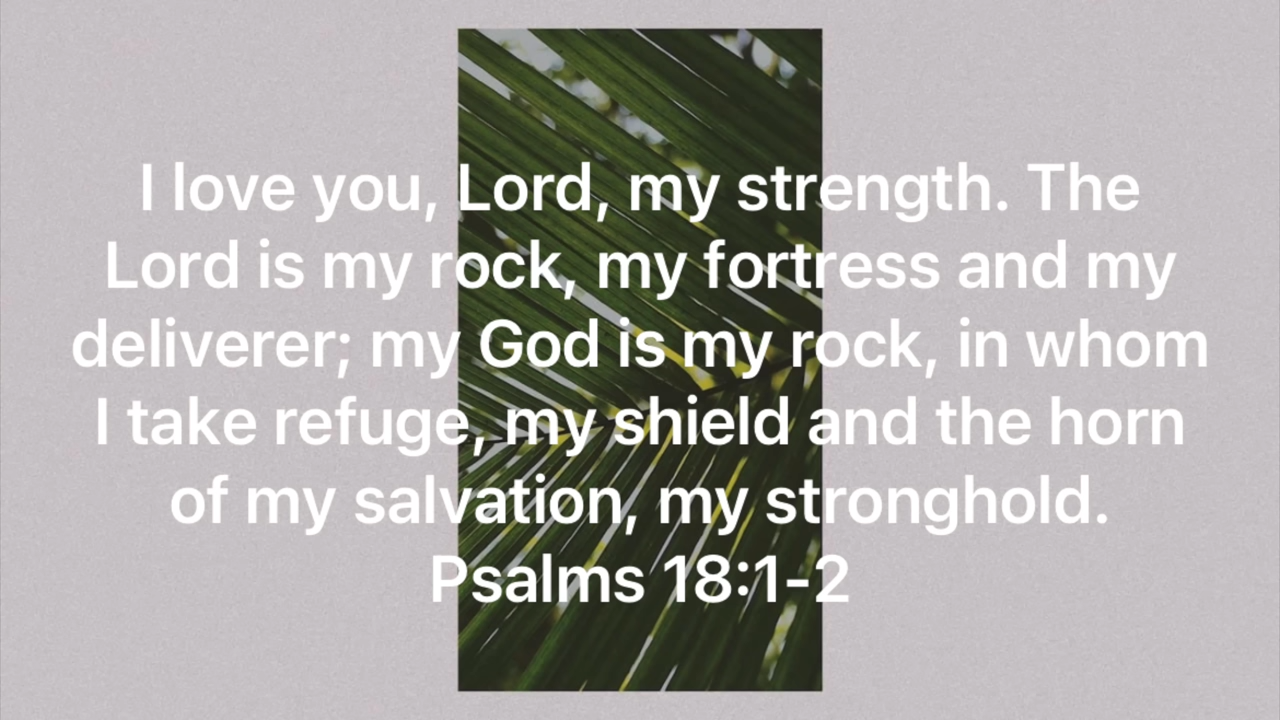 I love you, Lord, my strength. The
Lord is my rock, my fortress and my
deliverer; my God is my rock, in whom
I take refuge, my shield and the horn
of my salvation, my stronghold.
Psalms 18:1-2